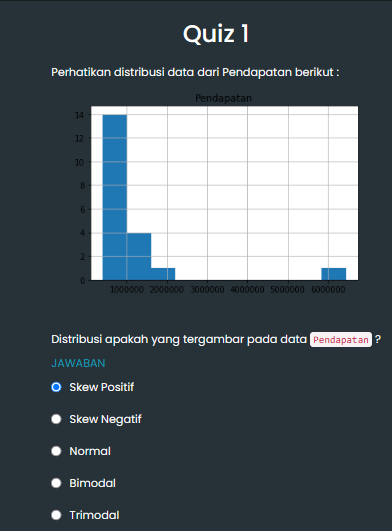 Quiz 1
Perhatikan distribusi data dari Pendapatan berikut :
Pendapatan
14
12
10
8
6
4
2
0
1000000 2000000 3000000 4000000 5000000 6000000
Distribusi apakah yang tergambar pada data Pendapatan ?
JAWABAN
Skew Positif
Skew Negatif
Normal
Bimodal
Trimodal